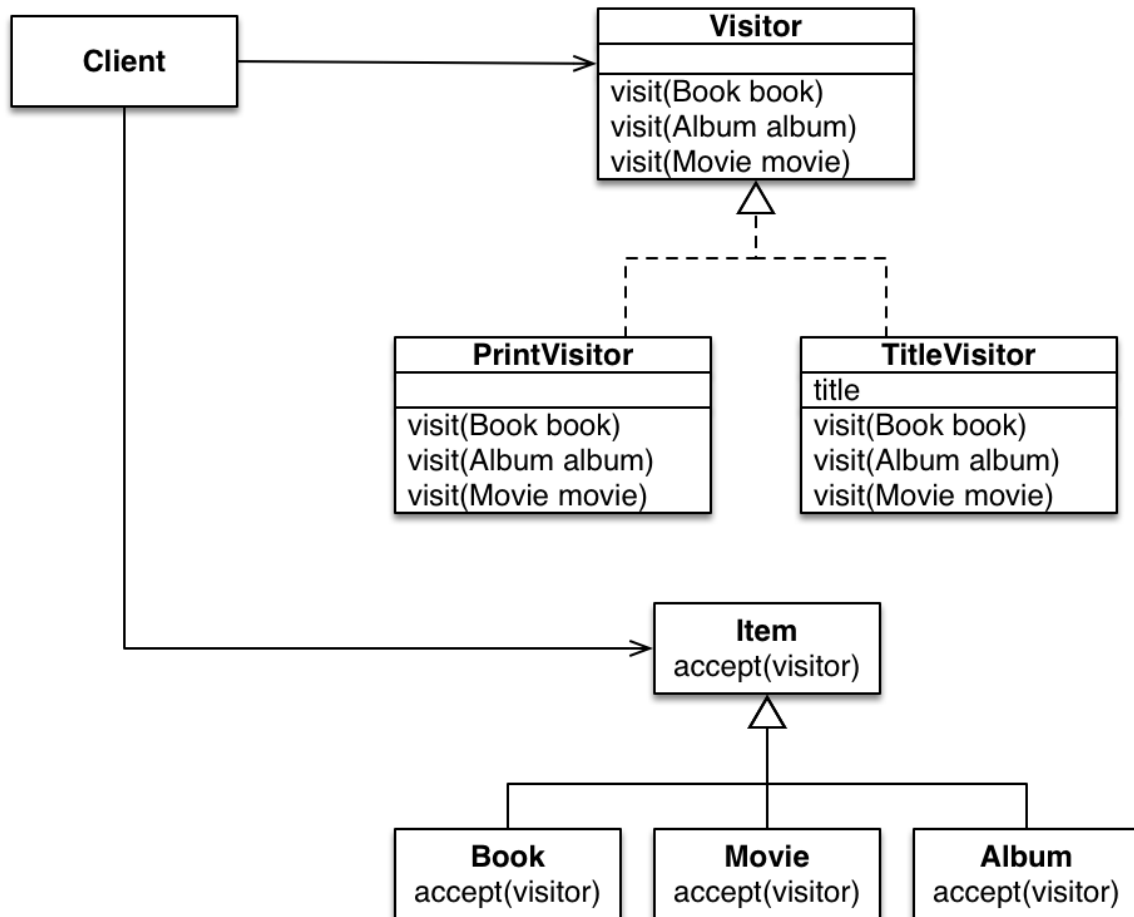 Client
Visitor
visit(Book book)
visit(Album album)
visit(Movie movie)
PrintVisitor
visit(Book book)
visit(Album album)
visit(Movie movie)
TitleVisitor
title
visit(Book book)
visit(Album album)
visit(Movie movie)
Item
accept(visitor)
Book
accept(visitor)
Movie
accept(visitor)
Album
accept(visitor)